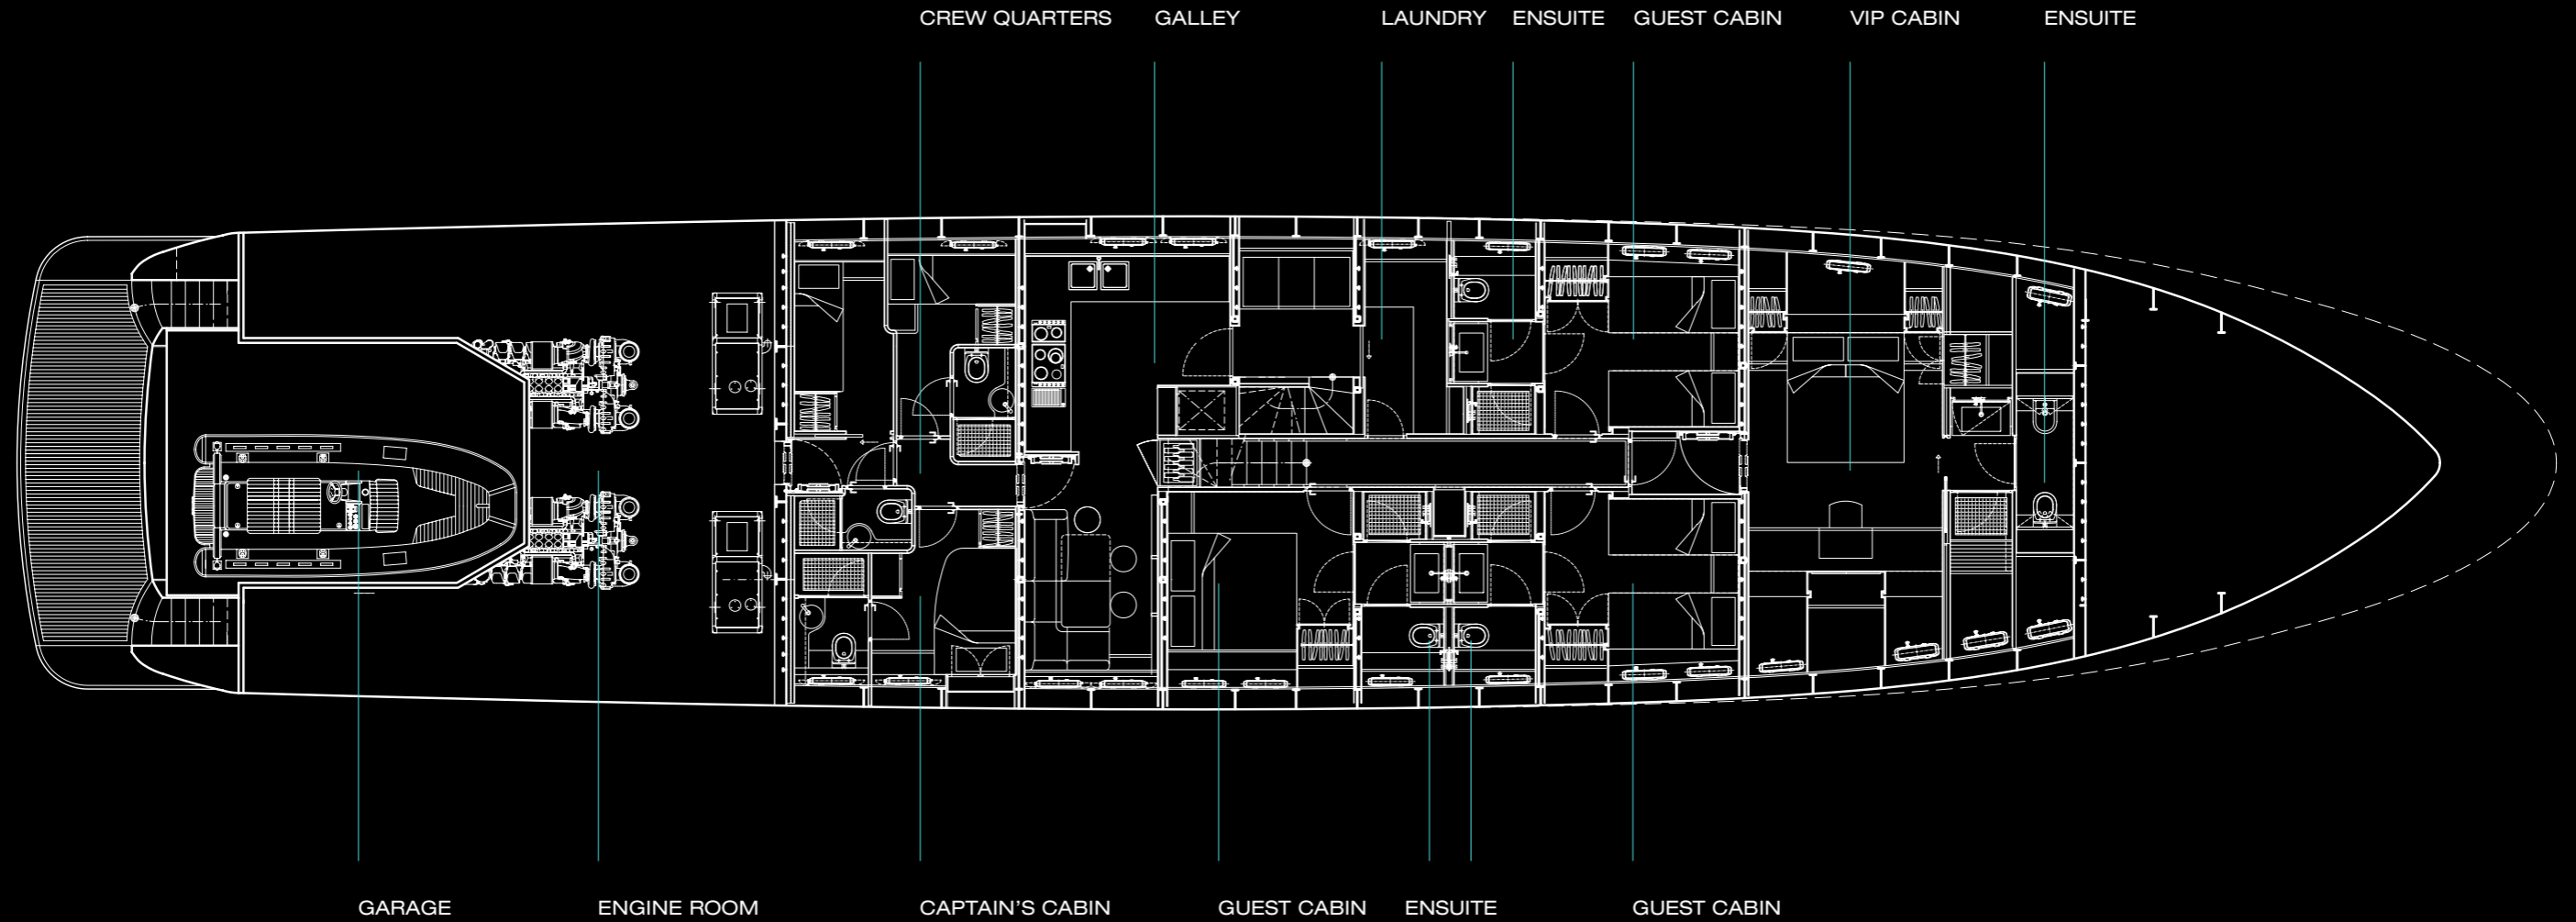 CREW QUARTERS
GALLEY
LAUNDRY
ENSUITE
GUEST CABIN
VIP CABIN
ENSUITE
GARAGE
ENGINE ROOM
CAPTAIN’S CABIN
GUEST CABIN
ENSUITE
GUEST CABIN